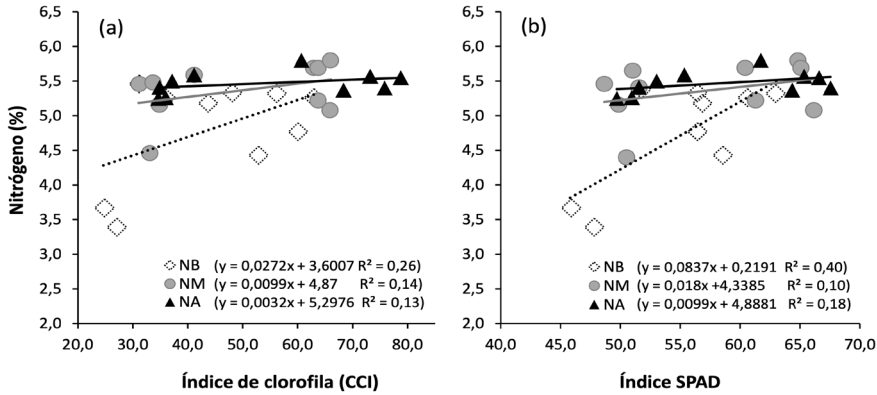 (a)
Nitrógeno (%)
6,5
6,0
5,5
5,0
4,5
4,0
3,5
3,0
2,5
2,0
NB (y = 0,0272x + 3,6007 R² = 0,26)
NM (y = 0,0099x + 4,87 R² = 0,14)
NA (y = 0,0032x + 5,2976 R² = 0,13)
20,0 30,0 40,0 50,0 60,0 70,0 80,0
Índice de clorofila (CCI)
(b)
6,5
6,0
5,5
5,0
4,5
4,0
3,5
3,0
2,5
2,0
NB (y = 0,0837x + 0,2191 R² = 0,40)
NM (y = 0,018x +4,3385 R² = 0,10)
NA (y = 0,0099x + 4,8881 R² = 0,18)
40,0 45,0 50,0 55,0 60,0 65,0 70,0
Índice SPAD